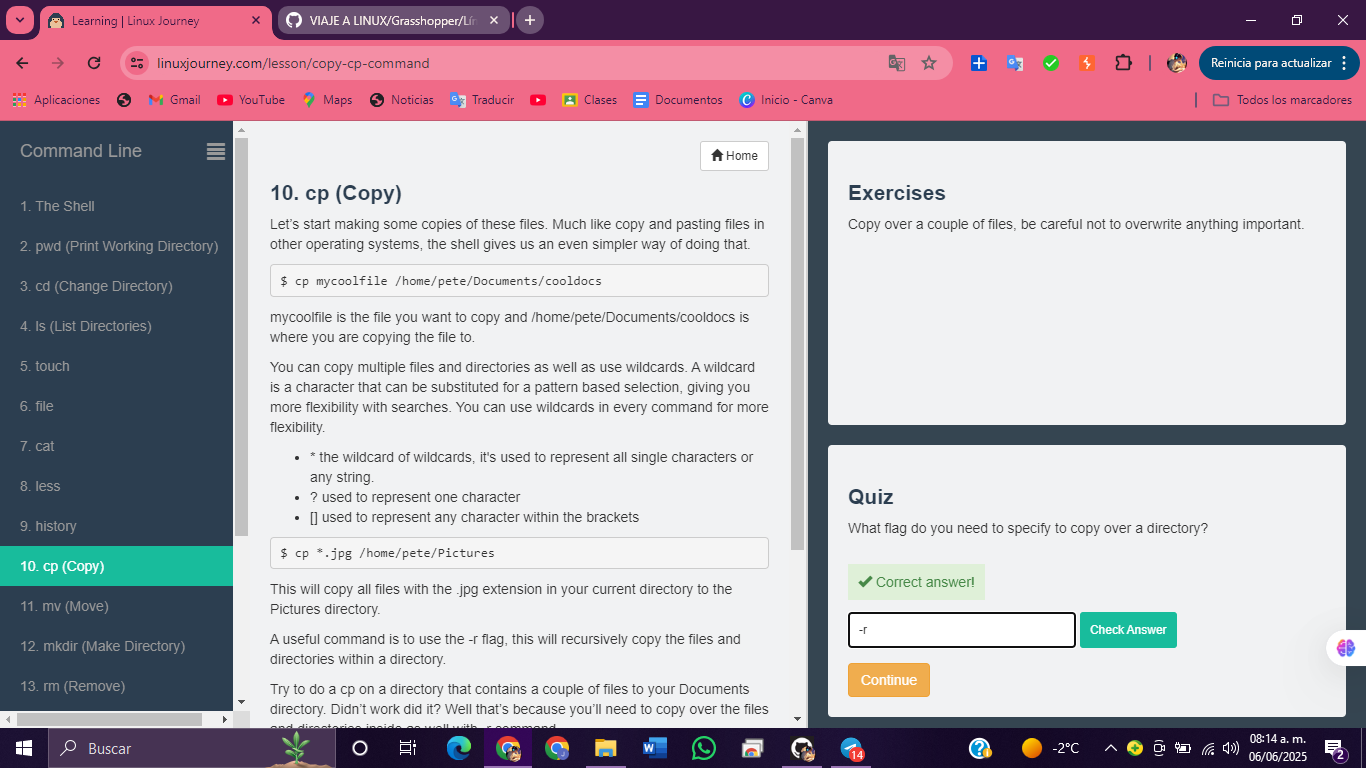 Learning | Linux Journey
VIAJE A LINUX/Grasshopper/Lín
linuxjourney.com/lesson/copy-cp-command
Reinicia para actualizar
Aplicaciones
Gmail
YouTube
Maps
Noticias
Traducir
Clases
Documentos
Inicio - Canva
Todos los marcadores
Command Line
1. The Shell
2. pwd (Print Working Directory)
3. cd (Change Directory)
4. ls (List Directories)
5. touch
6. file
7. cat
8. less
9. history
10. cp (Copy)
11. mv (Move)
12. mkdir (Make Directory)
13. rm (Remove)
Home
10. cp (Copy)
Let’s start making some copies of these files. Much like copy and pasting files in
other operating systems, the shell gives us an even simpler way of doing that.
$ cp mycoolfile /home/pete/Documents/cooldocs
mycoolfile is the file you want to copy and /home/pete/Documents/cooldocs is
where you are copying the file to.
You can copy multiple files and directories as well as use wildcards. A wildcard
is a character that can be substituted for a pattern based selection, giving you
more flexibility with searches. You can use wildcards in every command for more
flexibility.
• * the wildcard of wildcards, it's used to represent all single characters or
any string.
• ? used to represent one character
• [] used to represent any character within the brackets
$ cp *.jpg /home/pete/Pictures
This will copy all files with the .jpg extension in your current directory to the
Pictures directory.
A useful command is to use the -r flag, this will recursively copy the files and
directories within a directory.
Try to do a cp on a directory that contains a couple of files to your Documents
directory. Didn’t work did it? Well that’s because you’ll need to copy over the files
and directories inside as well with -r command.
Exercises
Copy over a couple of files, be careful not to overwrite anything important.
Quiz
What flag do you need to specify to copy over a directory?
Correct answer!
-r
Check Answer
Continue
Buscar
14
-2°C
08:14 a. m.
06/06/2025
2